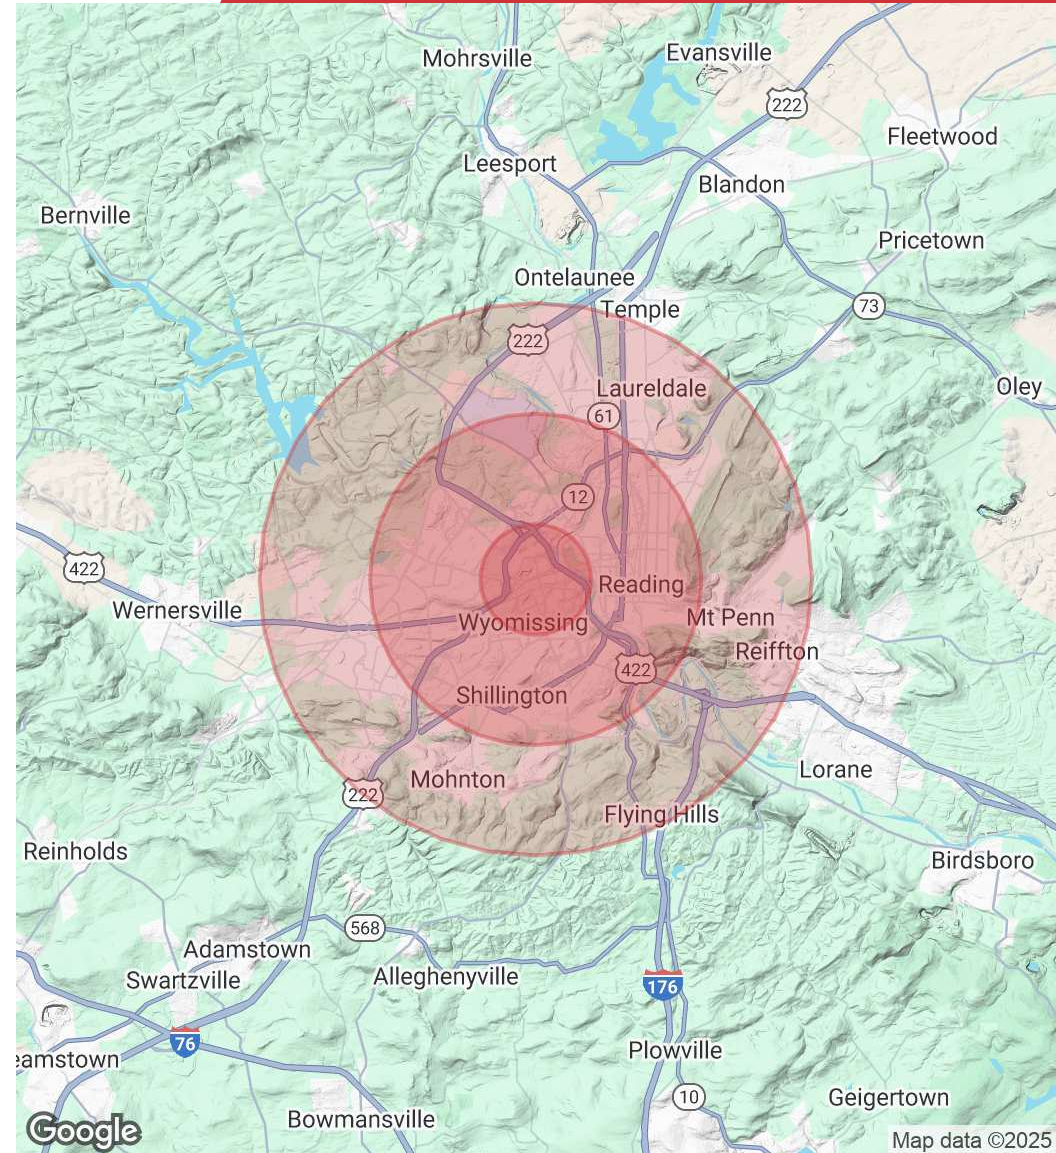 Mohrsville
Evansville
222
Fleetwood
Leesport
Blandon
Bernville
Pricetown
Ontelaunee
Temple
73
222
Laureldale
Oley
61
12
422
Reading
Wernersville
Wyomissing
Mt Penn
Reiffton
422
Shillington
Mohnton
Lorane
222
Flying Hills
Reinholds
Birdsboro
568
Adamstown
Swartzville
Alleghenyville
176
76
eamstown
Plowville
10
Geigertown
Bowmansville
Google
Map data ©2025